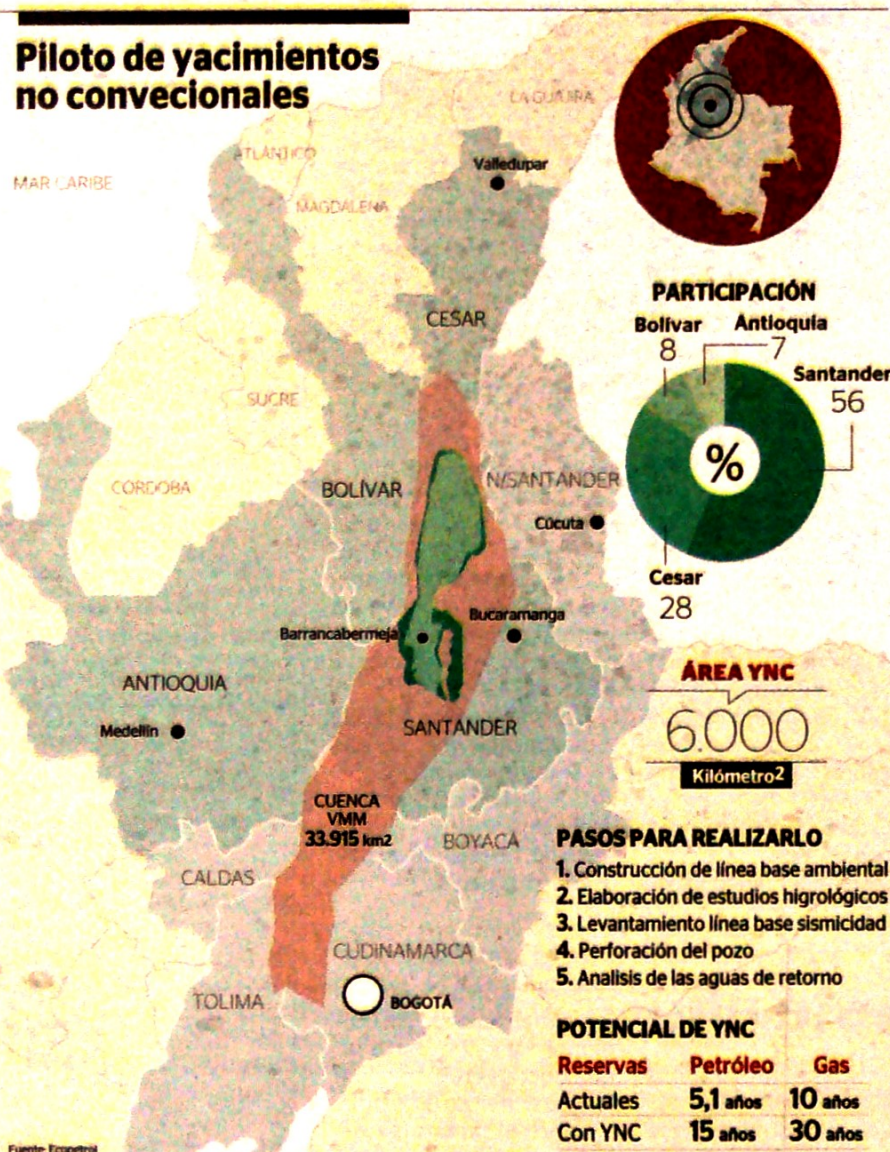 Piloto de yacimientos
no convecionales
LA GUAJIRA
ATLÁNTICO
MAR CARIBE
Valledupar
MAGDALENA
CESAR
SUCRE
CÓRDOBA
BOLÍVAR
N/SANTANDER
Cúcuta
Bucaramanga
Barrancabermeja
ANTIOQUIA
Medellín
SANTANDER
CUENCA
VMM
33.915 km2
BOYACÁ
CALDAS
CUDINAMARCA
TOLIMA
BOGOTÁ
PARTICIPACIÓN
Bolívar
8
Antioquia
7
Santander
56
%
Cesar
28
ÁREA YNC
6.000
Kilómetro2
PASOS PARA REALIZARLO
1. Construcción de línea base ambiental
2. Elaboración de estudios higrológicos
3. Levantamiento línea base sismicidad
4. Perforación del pozo
5. Analisis de las aguas de retorno
POTENCIAL DE YNC
Reservas Petróleo Gas
Actuales 5,1 años 10 años
Con YNC 15 años 30 años
Fuente: Ecopetrol